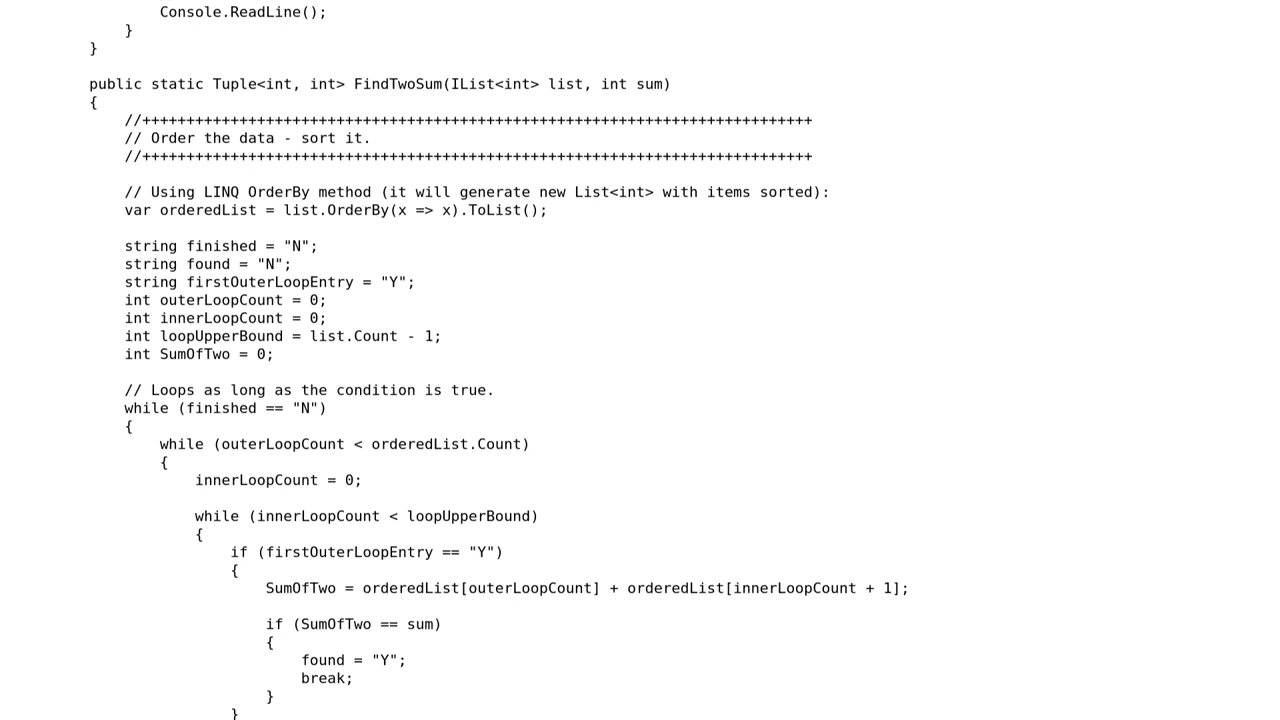 Console.ReadLine();
}
}
public static Tuple<int, int> FindTwoSum(IList<int> list, int sum)
{
//++++++++++++++++++++++++++++++++++++++++++++++++++++++++++++++++++++++++++++
// Order the data - sort it.
//++++++++++++++++++++++++++++++++++++++++++++++++++++++++++++++++++++++++++++
// Using LINQ OrderBy method (it will generate new List<int> with items sorted):
var orderedList = list.OrderBy(x => x).ToList();
string finished = "N";
string found = "N";
string firstOuterLoopEntry = "Y";
int outerLoopCount = 0;
int innerLoopCount = 0;
int loopUpperBound = list.Count - 1;
int SumOfTwo = 0;
// Loops as long as the condition is true.
while (finished == "N")
{
while (outerLoopCount < orderedList.Count)
{
innerLoopCount = 0;
while (innerLoopCount < loopUpperBound)
{
if (firstOuterLoopEntry == "Y")
{
SumOfTwo = orderedList[outerLoopCount] + orderedList[innerLoopCount + 1];
if (SumOfTwo == sum)
{
found = "Y";
break;
}
}